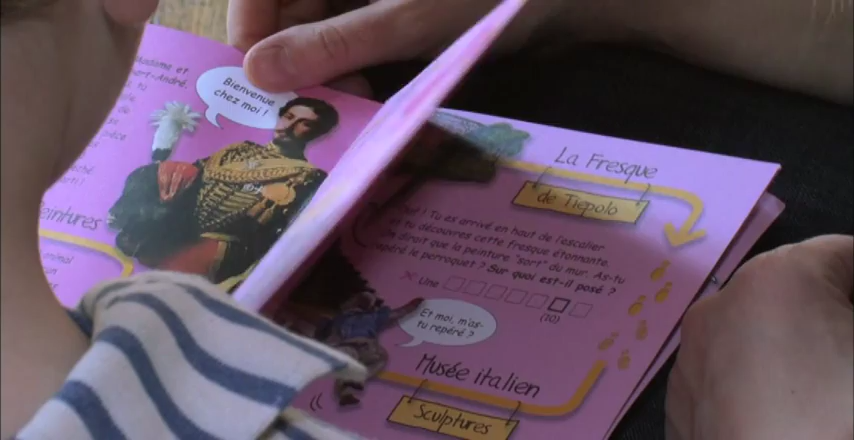 Madame et
Bienvenue
chez moi !
La Fresque
de Tiepolo
! Tu es arrivé en haut de l'escalier
tu découvres cette fresque étonnante.
dirait que la peinture "sort" du mur. As-tu
repéré le perroquet ? Sur quoi est-il posé ?
Une
(10)
Et moi, m'as-
tu repéré ?
Musée italien
Sculptures